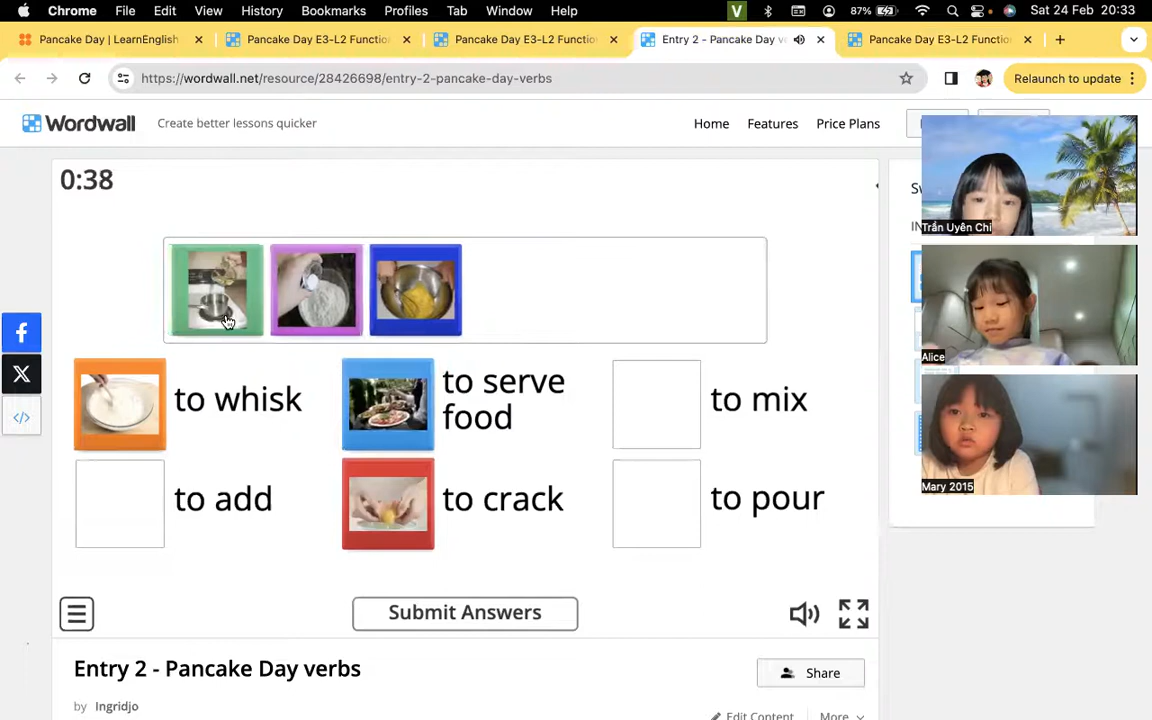 Chrome File Edit View History Bookmarks Profiles Tab Window Help V 87% Sat 24 Feb 20:33
Pancake Day | LearnEnglish Pancake Day E3-L2 Functio Pancake Day E3-L2 Functio Entry 2 - Pancake Day v Pancake Day E3-L2 Functio
https://wordwall.net/resource/28426698/entry-2-pancake-day-verbs Relaunch to update
Wordwall Create better lessons quicker Home Features Price Plans
0:38
Trần Uyên Chi
to whisk
to serve food
to mix
Alice
to add
to crack
to pour
Mary 2015
Submit Answers
Entry 2 - Pancake Day verbs
Share
by Ingridjo
Edit Content More